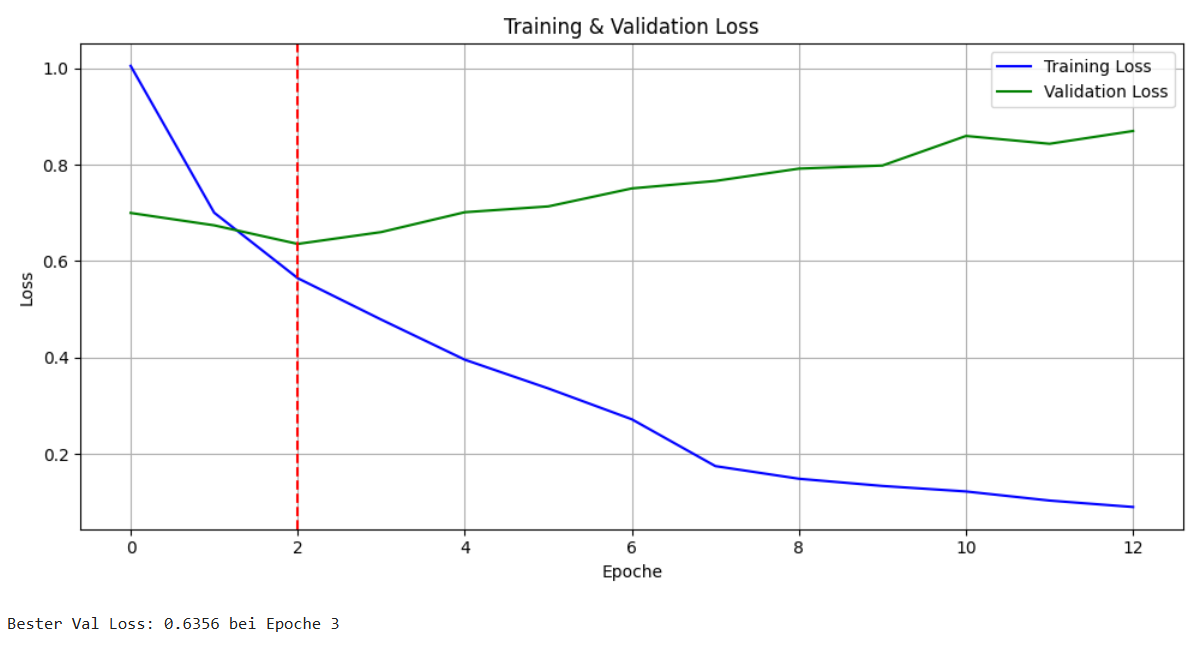 Training & Validation Loss
Training Loss
Validation Loss
Loss
1.0
0.8
0.6
0.4
0.2
0 2 4 6 8 10 12
Epoche
Bester Val Loss: 0.6356 bei Epoche 3